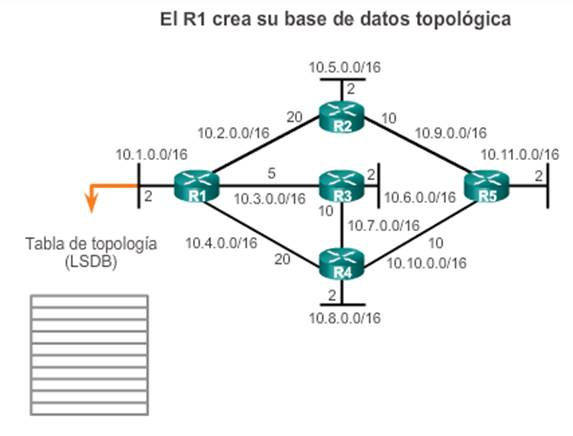 El R1 crea su base de datos topológica
10.5.0.0/16
2
20
R2
10
10.2.0.0/16
10.9.0.0/16
10.1.0.0/16
10.11.0.0/16
2
R1
5
R3
2
R5
2
10.3.0.0/16
10.6.0.0/16
10
10.7.0.0/16
Tabla de topología
(LSDB)
10.4.0.0/16
20
R4
10
10.10.0.0/16
2
10.8.0.0/16